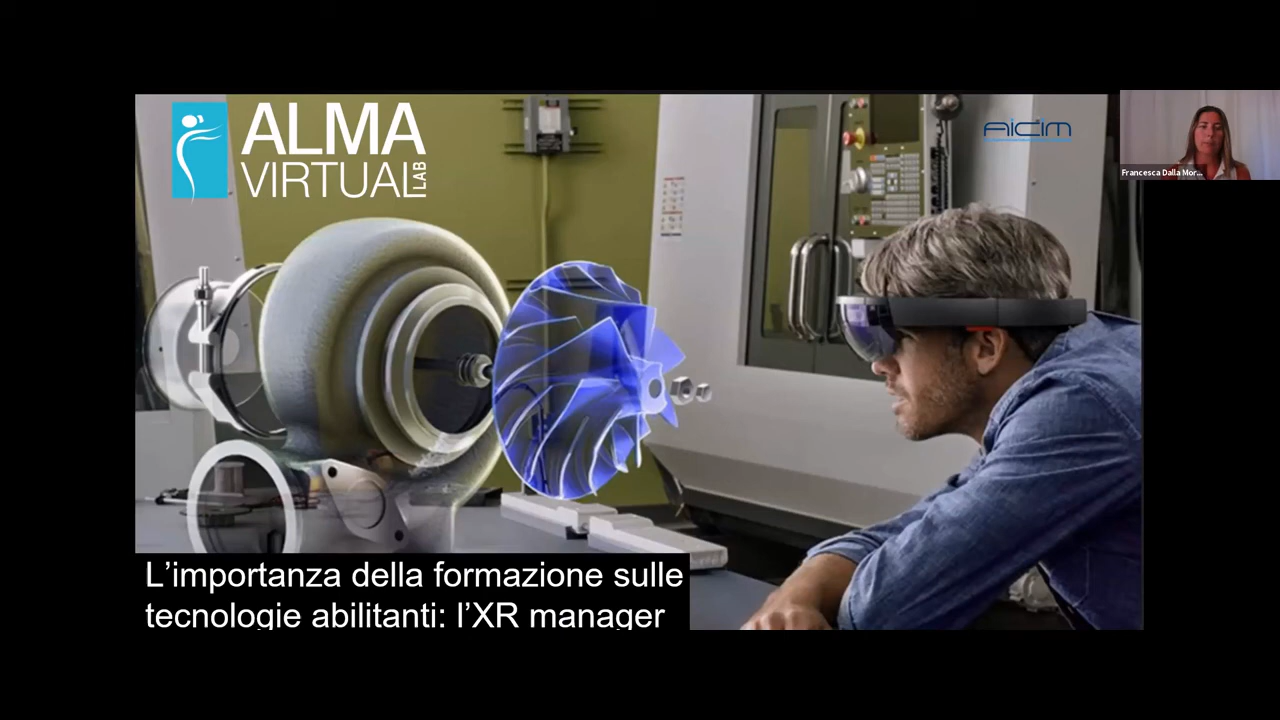 ALMA
VIRTUAL
LAB
AICIM
Francesca Dalla Mor...
L'importanza della formazione sulle
tecnologie abilitanti: l'XR manager